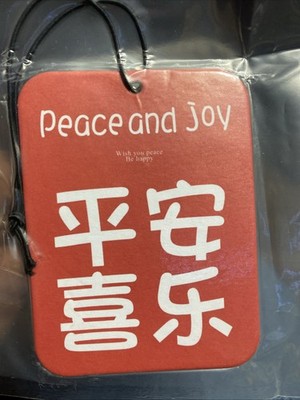 Peace and Joy
Wish you peace
Be happy
平安
喜乐